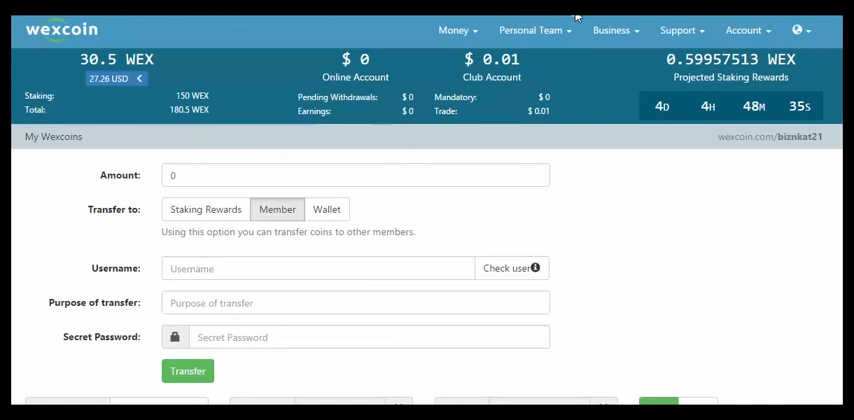 wexcoin
Money Personal Team Business Support Account
30.5 WEX
27.26 USD
Staking: 150 WEX
Total: 180.5 WEX
$ 0
Online Account
Pending Withdrawals: $ 0
Earnings: $ 0
$ 0.01
Club Account
Mandatory: $ 0
Trade: $ 0.01
0.59957513 WEX
Projected Staking Rewards
4D 4H 48M 35S
My Wexcoins wexcoin.com/biznkat21
Amount: 0
Transfer to: Staking Rewards Member Wallet
Using this option you can transfer coins to other members.
Username: Username Check user
Purpose of transfer: Purpose of transfer
Secret Password: Secret Password
Transfer